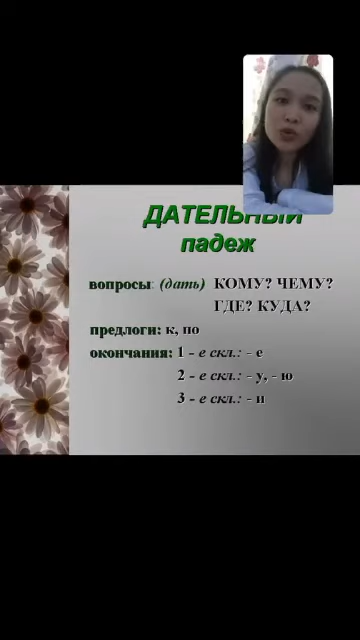 ДАТЕЛЬНЫЙ
падеж
вопросы: (дать) КОМУ? ЧЕМУ?
ГДЕ? КУДА?
предлоги: к, по
окончания: 1 - е скл.: - е
2 - е скл.: - у, - ю
3 - е скл.: - и